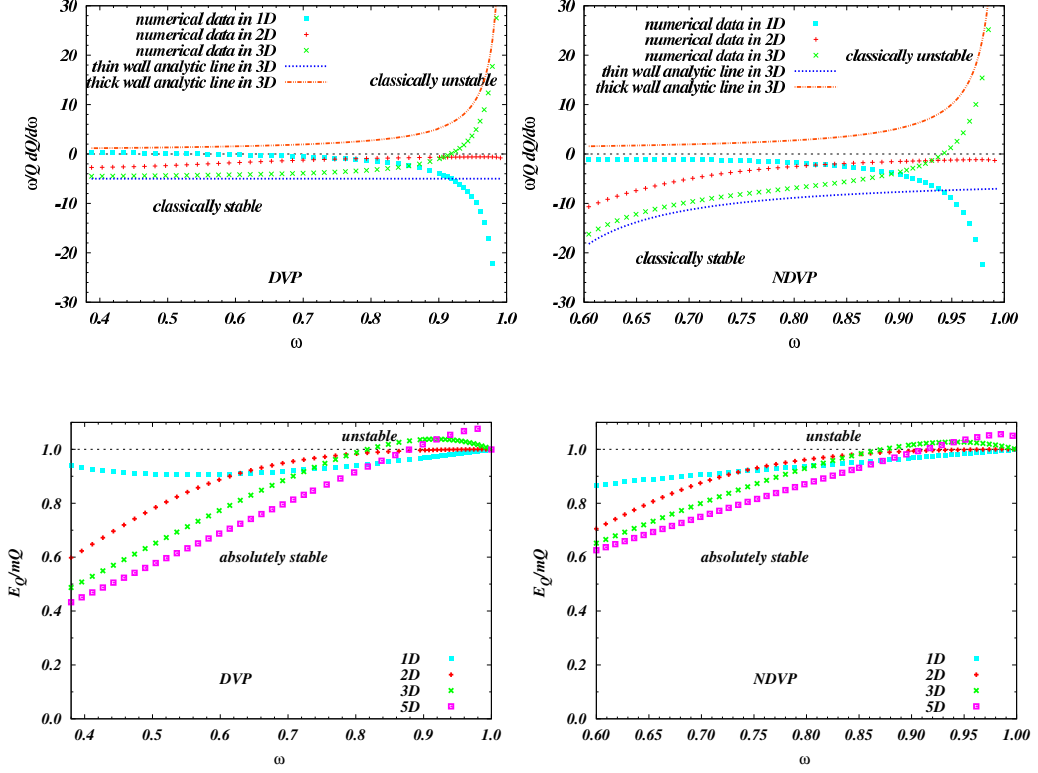 30
20
10
0
-10
-20
-30
ω/Q dQ/dω
numerical data in 1D
numerical data in 2D
numerical data in 3D
thin wall analytic line in 3D
thick wall analytic line in 3D
classically unstable
classically stable
DVP
0.4 0.5 0.6 0.7 0.8 0.9 1.0
ω
30
20
10
0
-10
-20
-30
ω/Q dQ/dω
numerical data in 1D
numerical data in 2D
numerical data in 3D
thin wall analytic line in 3D
thick wall analytic line in 3D
classically unstable
classically stable
NDVP
0.60 0.65 0.70 0.75 0.80 0.85 0.90 0.95 1.00
ω
1.0
0.8
0.6
0.4
0.2
0.0
E_Q/mQ
unstable
absolutely stable
DVP
1D
2D
3D
5D
0.4 0.5 0.6 0.7 0.8 0.9 1.0
ω
1.0
0.8
0.6
0.4
0.2
0.0
E_Q/mQ
unstable
absolutely stable
NDVP
1D
2D
3D
5D
0.60 0.65 0.70 0.75 0.80 0.85 0.90 0.95 1.00
ω